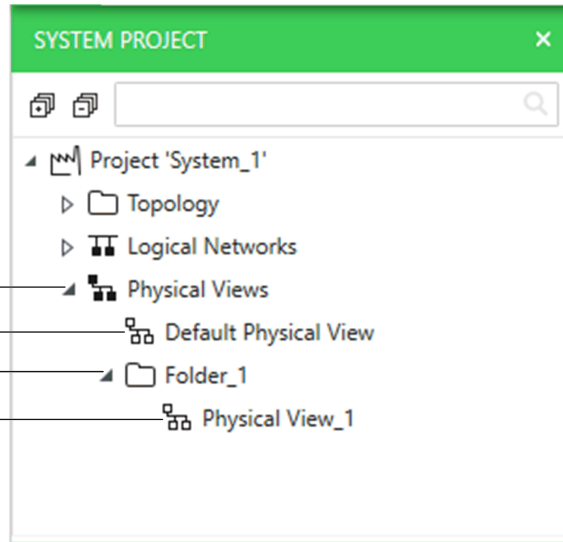 SYSTEM PROJECT
Project 'System_1'
Topology
Logical Networks
Physical Views
Default Physical View
Folder_1
Physical View_1